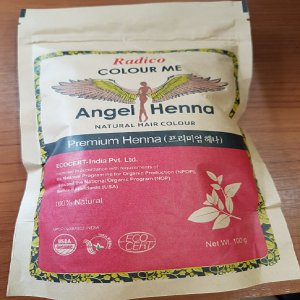 Radico
COLOUR ME
Angel Henna
NATURAL HAIR COLOUR
Premium Henna (프리미엄 헤나)
ECOCERT-India Pvt. Ltd.
100% Natural
USDA
ECO
CERT
Net Wt. 100g